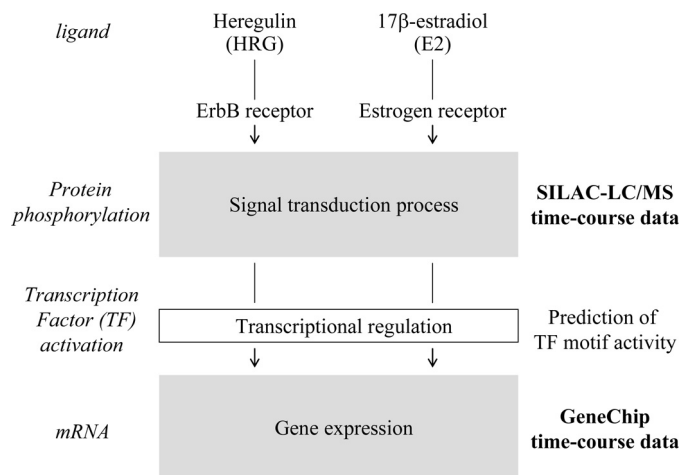 ligand
Heregulin
(HRG)
17β-estradiol
(E2)
ErbB receptor
Estrogen receptor
Protein
phosphorylation
Signal transduction process
SILAC-LC/MS
time-course data
Transcription
Factor (TF)
activation
Transcriptional regulation
Prediction of
TF motif activity
mRNA
Gene expression
GeneChip
time-course data